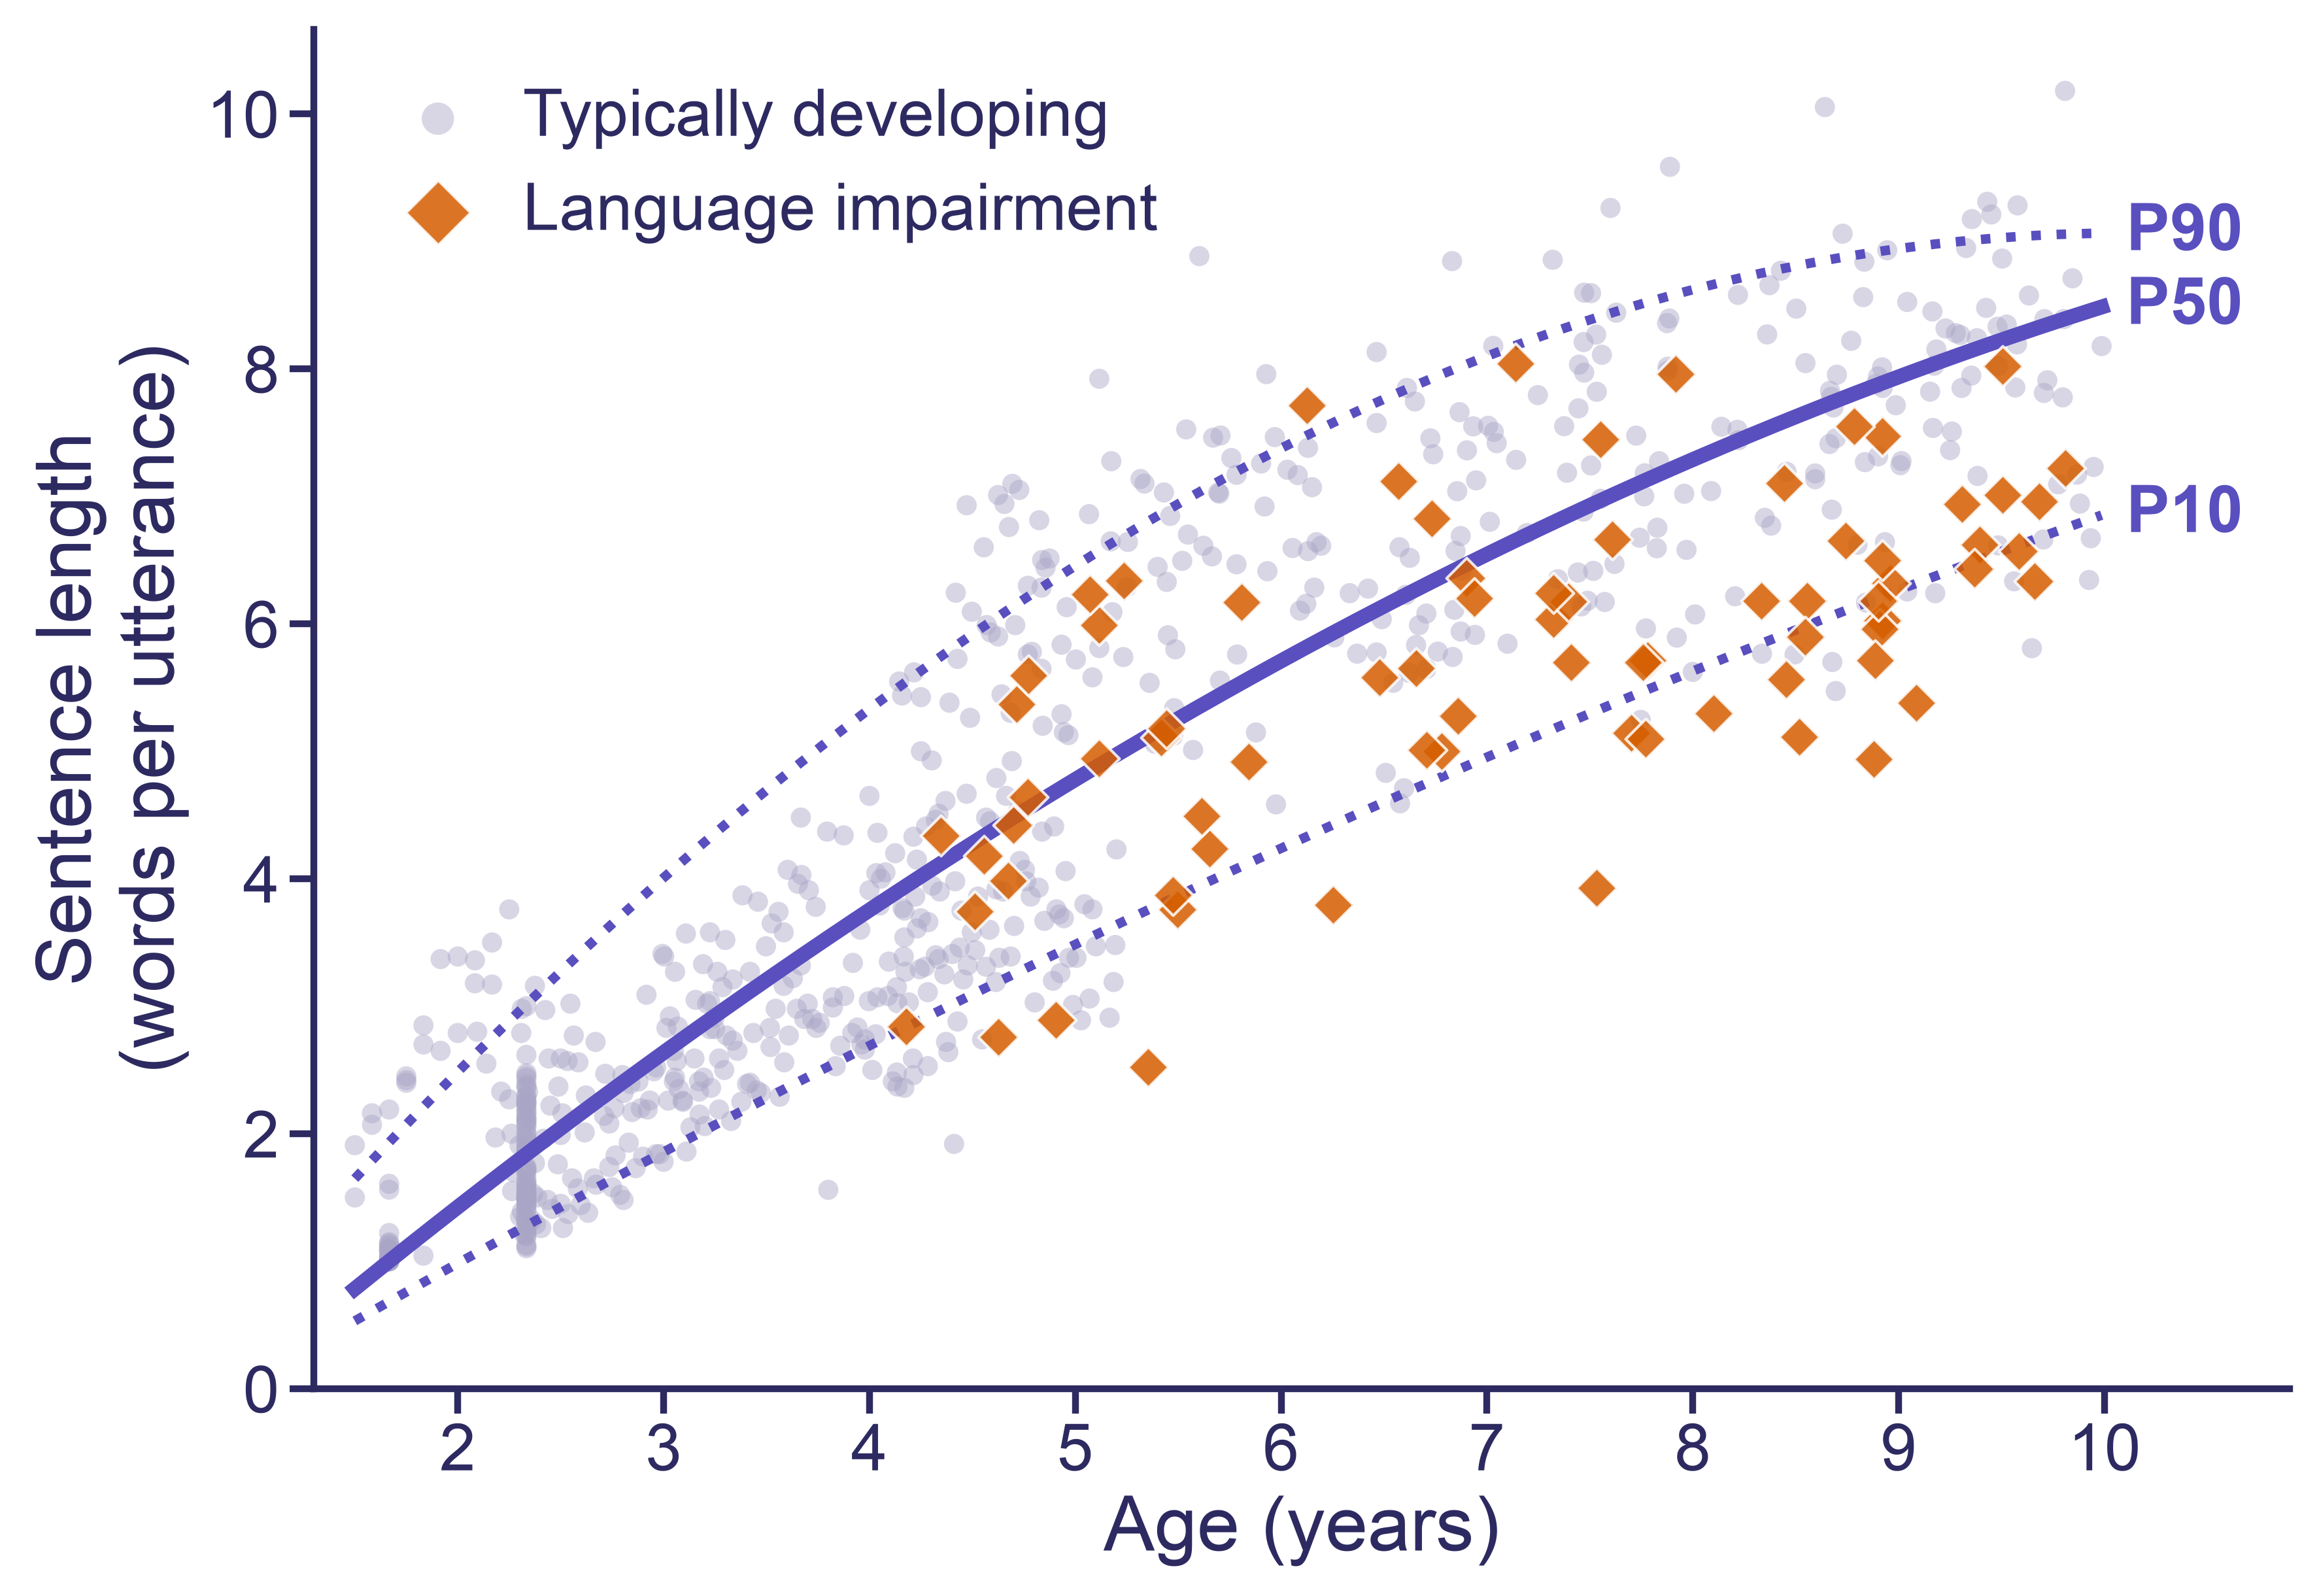 Typically developing
Language impairment
P90
P50
P10
Sentence length
(words per utterance)
10
8
6
4
2
0
2 3 4 5 6 7 8 9 10
Age (years)